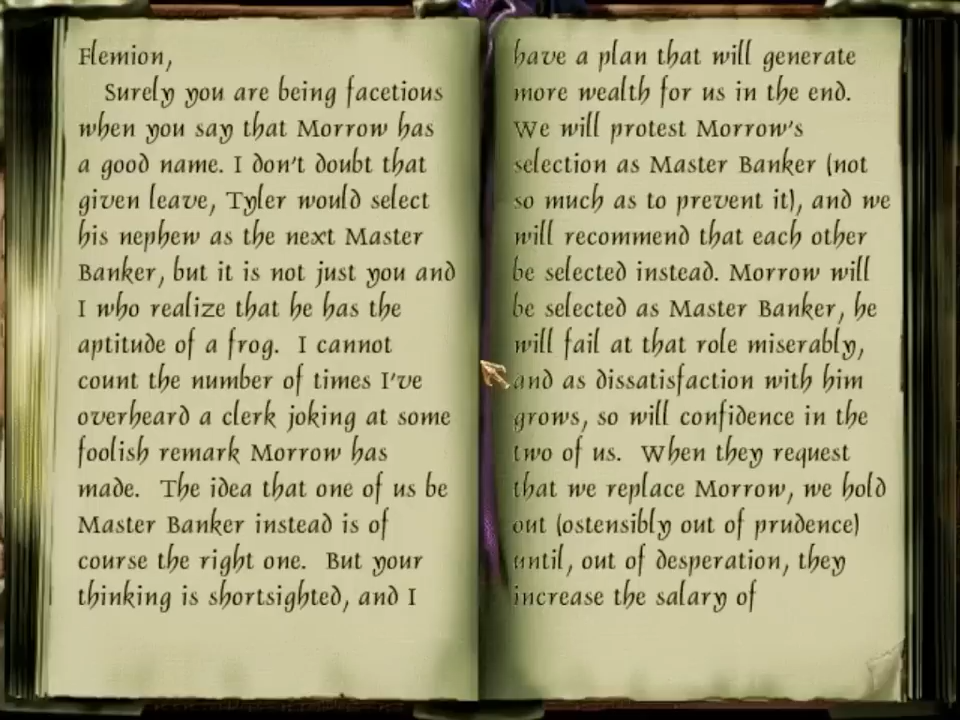 Flemion,
Surely you are being facetious
when you say that Morrow has
a good name. I don't doubt that
given leave, Tyler would select
his nephew as the next Master
Banker, but it is not just you and
I who realize that he has the
aptitude of a frog. I cannot
count the number of times I've
overheard a clerk joking at some
foolish remark Morrow has
made. The idea that one of us be
Master Banker instead is of
course the right one. But your
thinking is shortsighted, and I
have a plan that will generate
more wealth for us in the end.
We will protest Morrow's
selection as Master Banker (not
so much as to prevent it), and we
will recommend that each other
be selected instead. Morrow will
be selected as Master Banker, he
will fail at that role miserably,
and as dissatisfaction with him
grows, so will confidence in the
two of us. When they request
that we replace Morrow, we hold
out (ostensibly out of prudence)
until, out of desperation, they
increase the salary of